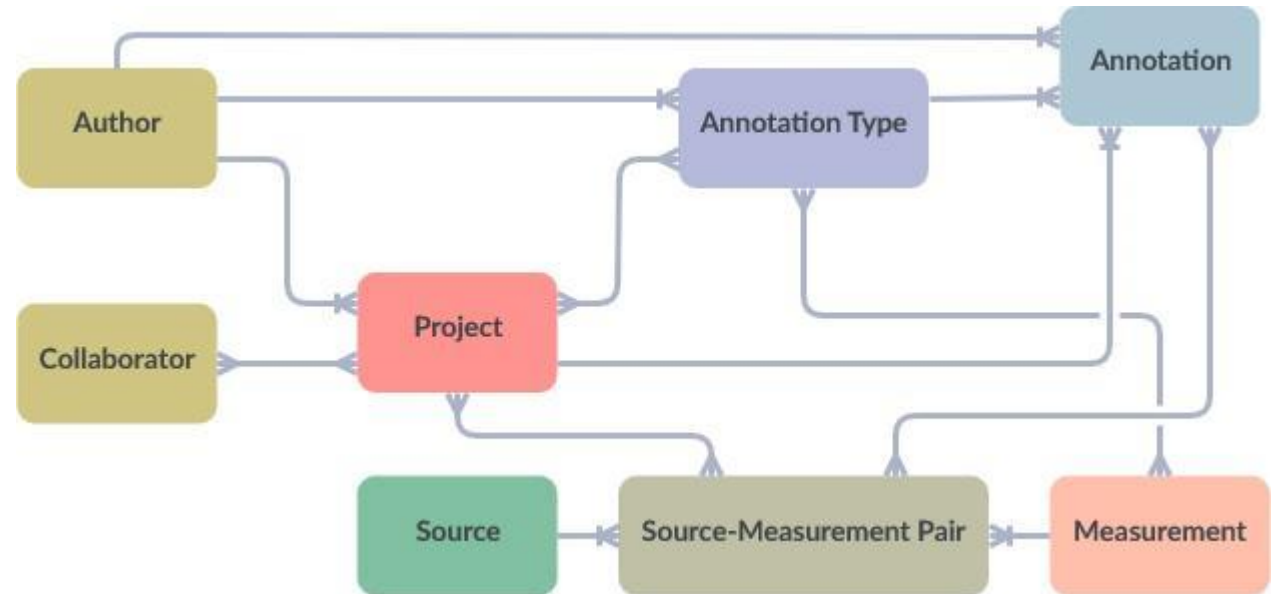 Annotation
Author
Annotation Type
Project
Collaborator
Source
Source-Measurement Pair
Measurement